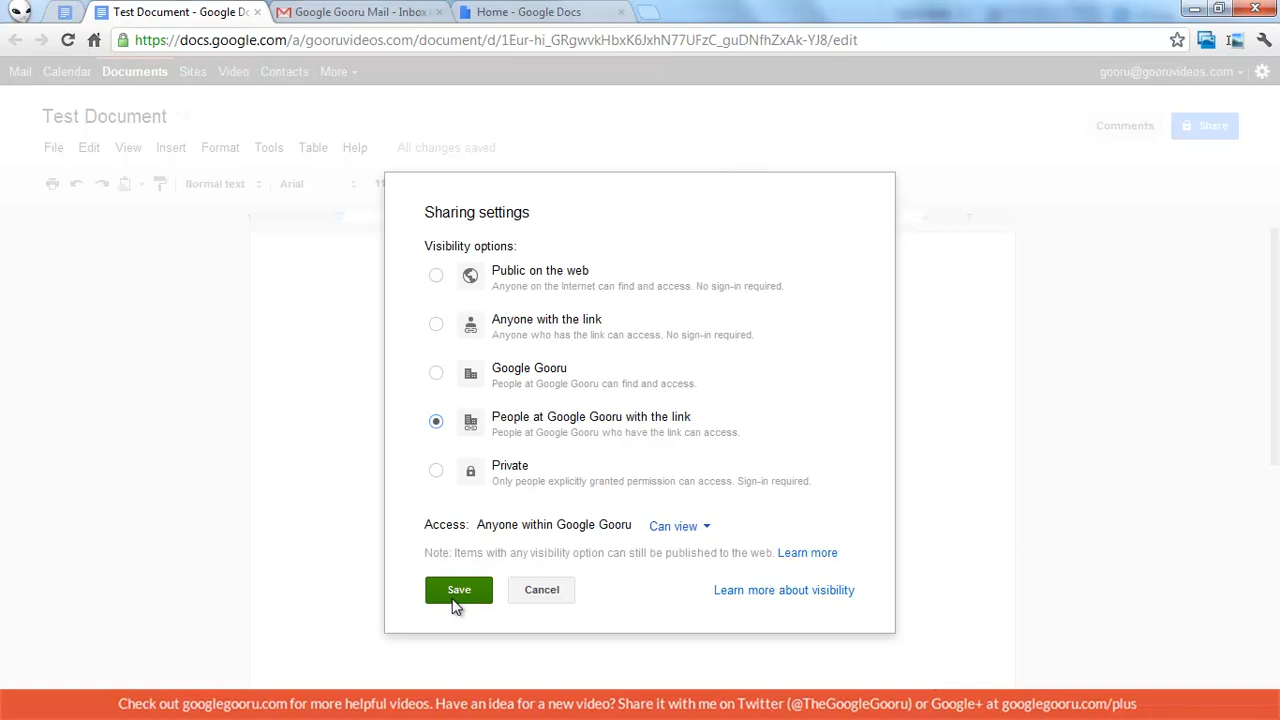 Test Document - Google Do
Google Gooru Mail - Inbox
Home - Google Docs
https://docs.google.com/a/gooruvideos.com/document/d/1Eur-hi_GRgwvkHbxK6JxhN77UFzC_guDNfhZxAk-YJ8/edit
Mail Calendar Documents Sites Video Contacts More gooru@gooruvideos.com
Test Document
Comments Share
File Edit View Insert Format Tools Table Help All changes saved
Normal text Arial 11
Sharing settings
Visibility options:
Public on the web
Anyone on the Internet can find and access. No sign-in required.
Anyone with the link
Anyone who has the link can access. No sign-in required.
Google Gooru
People at Google Gooru can find and access.
People at Google Gooru with the link
People at Google Gooru who have the link can access.
Private
Only people explicitly granted permission can access. Sign-in required.
Access: Anyone within Google Gooru Can view
Note: Items with any visibility option can still be published to the web. Learn more
Save Cancel Learn more about visibility
Check out googlegooru.com for more helpful videos. Have an idea for a new video? Share it with me on Twitter (@TheGoogleGooru) or Google+ at googlegooru.com/plus